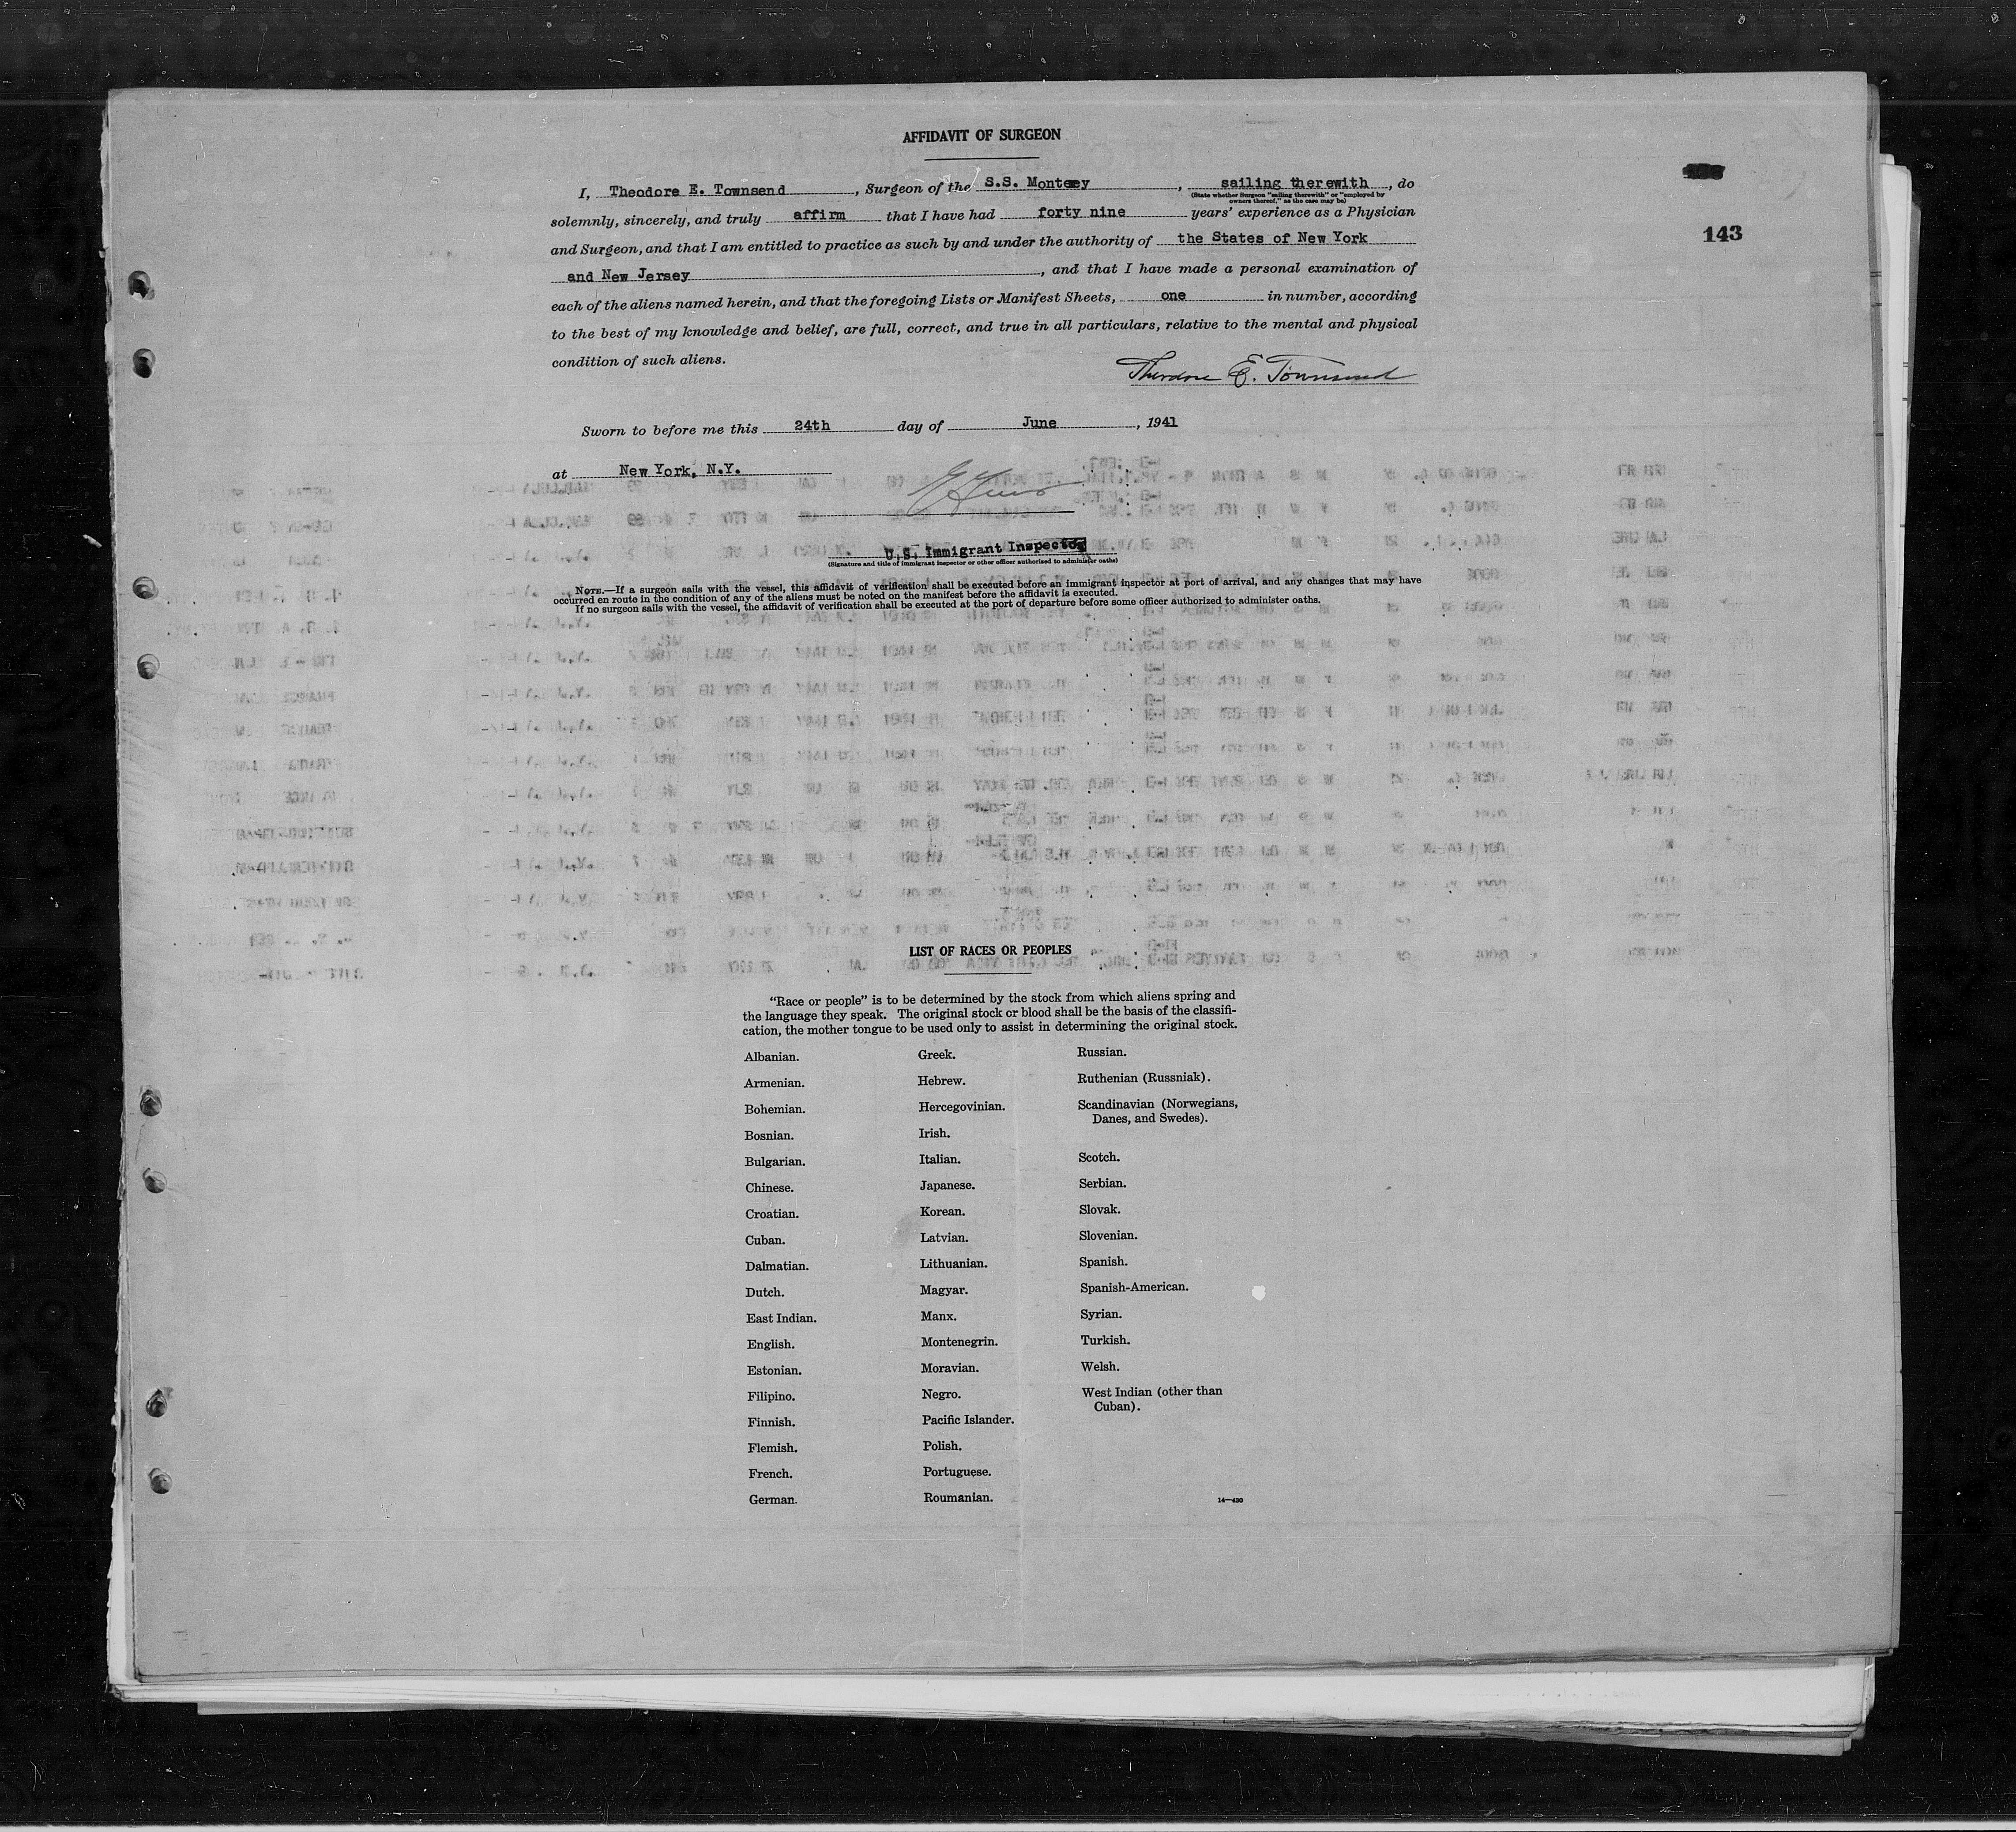 AFFIDAVIT OF SURGEON
143
I, Theodore E. Townsend, Surgeon of the S.S. Monterey, sailing therewith, do
(State whether Surgeon "sailing therewith" or "employed by
owners thereof," as the case may be)
solemnly, sincerely, and truly affirm that I have had forty nine years' experience as a Physician
and Surgeon, and that I am entitled to practice as such by and under the authority of the States of New York
and New Jersey, and that I have made a personal examination of
each of the aliens named herein, and that the foregoing Lists or Manifest Sheets, one in number, according
to the best of my knowledge and belief, are full, correct, and true in all particulars, relative to the mental and physical
condition of such aliens.
Theodore E. Townsend
Sworn to before me this 24th day of June, 1941
at New York, N.Y.
U.S. Immigrant Inspector
(Signature and title of immigrant inspector or other officer authorized to administer oaths)
NOTE.—If a surgeon sails with the vessel, this affidavit of verification shall be executed before an immigrant inspector at port of arrival, and any changes that may have
occurred en route in the condition of any of the aliens must be noted on the manifest before the affidavit is executed.
If no surgeon sails with the vessel, the affidavit of verification shall be executed at the port of departure before some officer authorized to administer oaths.
LIST OF RACES OR PEOPLES
"Race or people" is to be determined by the stock from which aliens spring and
the language they speak. The original stock or blood shall be the basis of the classifi-
cation, the mother tongue to be used only to assist in determining the original stock.
Albanian.
Armenian.
Bohemian.
Bosnian.
Bulgarian.
Chinese.
Croatian.
Cuban.
Dalmatian.
Dutch.
East Indian.
English.
Estonian.
Filipino.
Finnish.
Flemish.
French.
German.
Greek.
Hebrew.
Hercegovinian.
Irish.
Italian.
Japanese.
Korean.
Latvian.
Lithuanian.
Magyar.
Manx.
Montenegrin.
Moravian.
Negro.
Pacific Islander.
Polish.
Portuguese.
Roumanian.
Russian.
Ruthenian (Russniak).
Scandinavian (Norwegians,
Danes, and Swedes).
Scotch.
Serbian.
Slovak.
Slovenian.
Spanish.
Spanish-American.
Syrian.
Turkish.
Welsh.
West Indian (other than
Cuban).
14—430